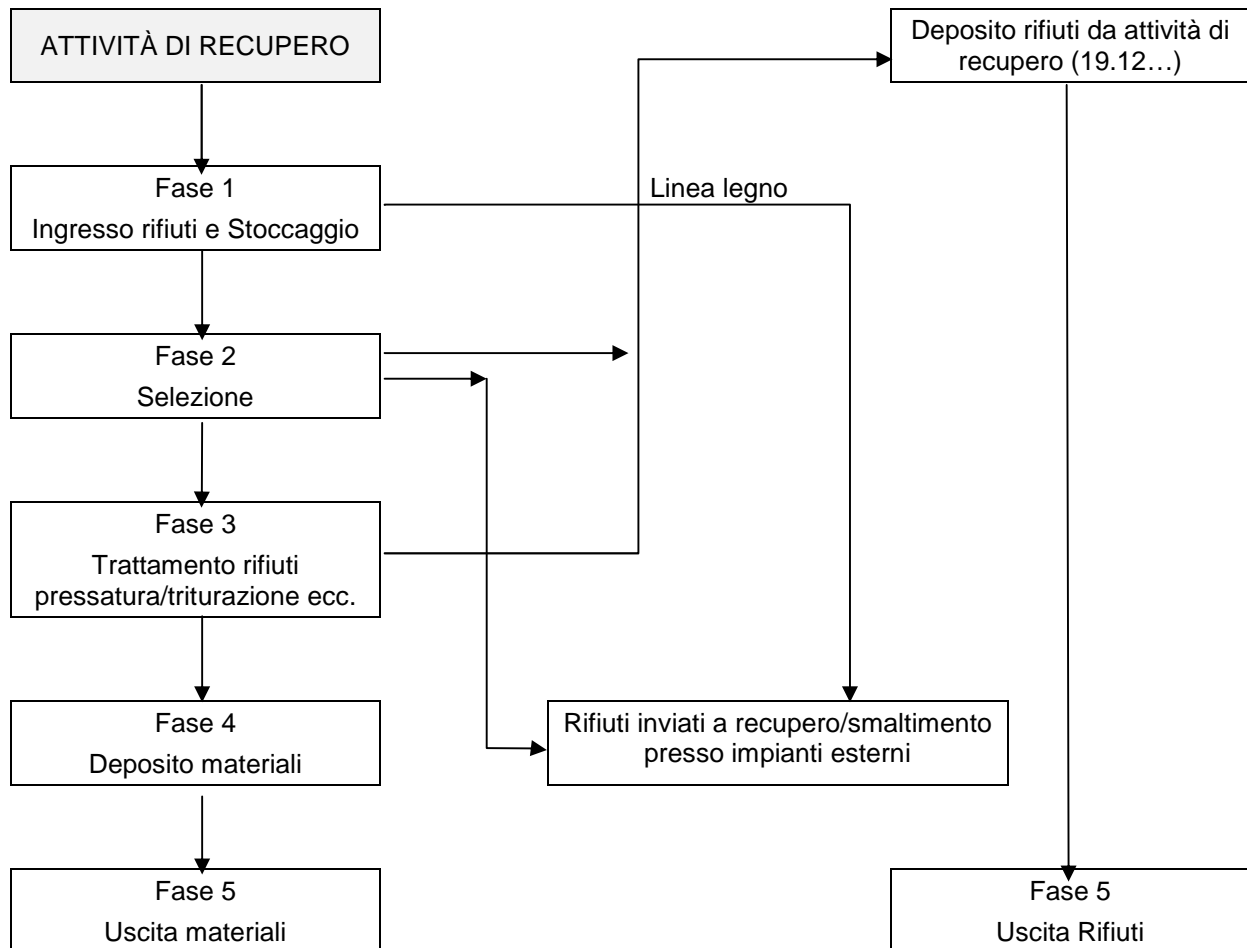 ATTIVITÀ DI RECUPERO
Deposito rifiuti da attività di
recupero (19.12…)
Fase 1
Ingresso rifiuti e Stoccaggio
Linea legno
Fase 2
Selezione
Fase 3
Trattamento rifiuti
pressatura/triturazione ecc.
Fase 4
Deposito materiali
Rifiuti inviati a recupero/smaltimento
presso impianti esterni
Fase 5
Uscita materiali
Fase 5
Uscita Rifiuti